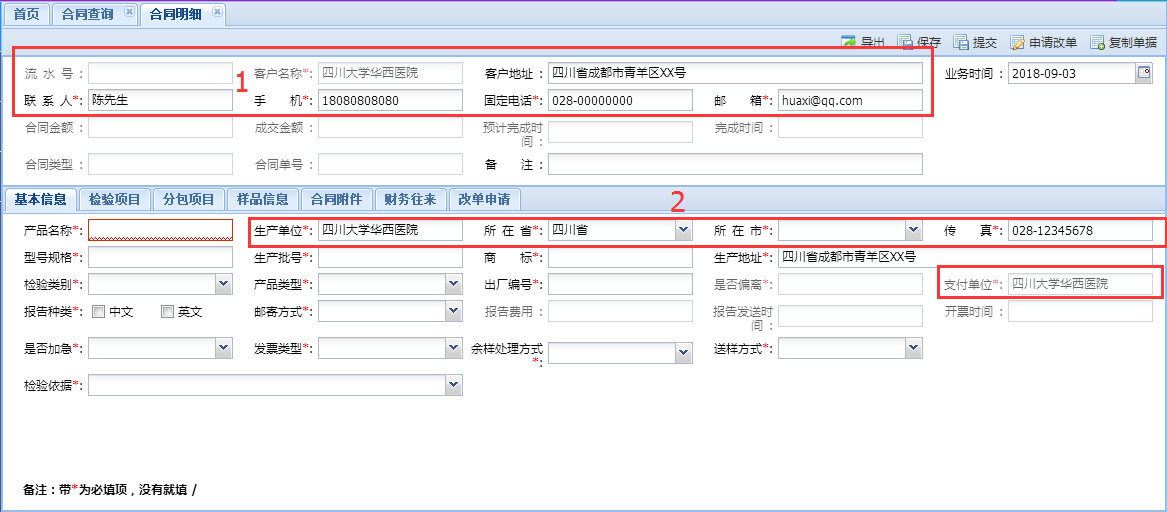 首页 合同查询 合同明细
导出 保存 提交 申请改单 复制单据
流 水 号 : 客户名称*: 四川大学华西医院 客户地址 : 四川省成都市青羊区XX号 业务时间 : 2018-09-03
1
联 系 人*: 陈先生 手 机*: 18080808080 固定电话*: 028-00000000 邮 箱*: huaxi@qq.com
合同金额 : 成交金额 : 预计完成时间 : 完成时间 :
合同类型 : 合同单号 : 备 注 :
基本信息 检验项目 分包项目 样品信息 合同附件 财务往来 改单申请
2
产品名称*: 生产单位*: 四川大学华西医院 所 在 省*: 四川省 所 在 市*: 传 真*: 028-12345678
型号规格*: 生产批号*: 商 标*: 生产地址*: 四川省成都市青羊区XX号
检验类别*: 产品类型*: 出厂编号*: 是否偏离*: 支付单位*: 四川大学华西医院
报告种类*: 中文 英文 邮寄方式*: 报告费用 : 报告发送时间 : 开票时间 :
是否加急*: 发票类型*: 余样处理方式*: 送样方式*:
检验依据*:
备注：带*为必填项，没有就填 /